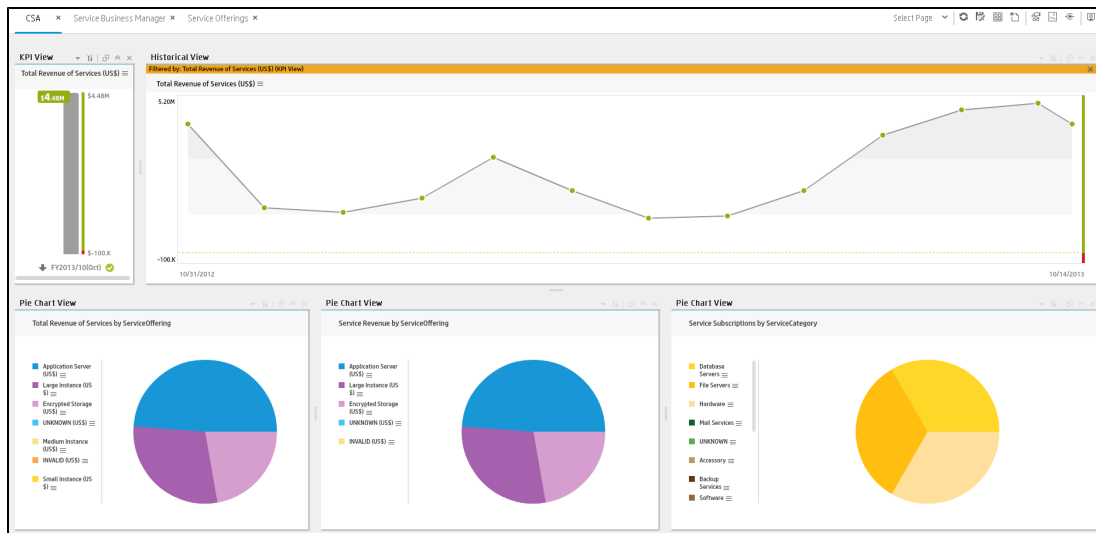 CSA × Service Business Manager × Service Offerings × Select Page
KPI View
Total Revenue of Services (US$)
$4.48M
$4.48M
$-100.K
FY2013/10(Oct)
Historical View
Filtered by: Total Revenue of Services (US$) (KPI View)
Total Revenue of Services (US$)
5.20M
-100.K
10/31/2012
10/14/2013
Pie Chart View
Total Revenue of Services by ServiceOffering
Application Server
(US$)
Large Instance (US
$)
Encrypted Storage
(US$)
UNKNOWN (US$)
Medium Instance
(US$)
INVALID (US$)
Small Instance (US
$)
Pie Chart View
Service Revenue by ServiceOffering
Application Server
(US$)
Large Instance (US
$)
Encrypted Storage
(US$)
UNKNOWN (US$)
INVALID (US$)
Pie Chart View
Service Subscriptions by ServiceCategory
Database
Servers
File Servers
Hardware
Mail Services
UNKNOWN
Accessory
Backup
Services
Software